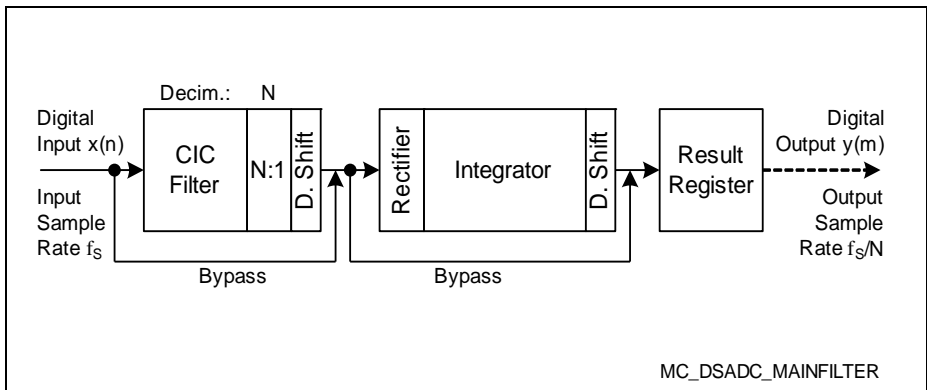 Decim.: N
Digital
Input x(n)
CIC
Filter
N:1
D. Shift
Rectifier
Integrator
D. Shift
Result
Register
Digital
Output y(m)
Input
Sample
Rate fS
Output
Sample
Rate fS/N
Bypass
Bypass
MC_DSADC_MAINFILTER